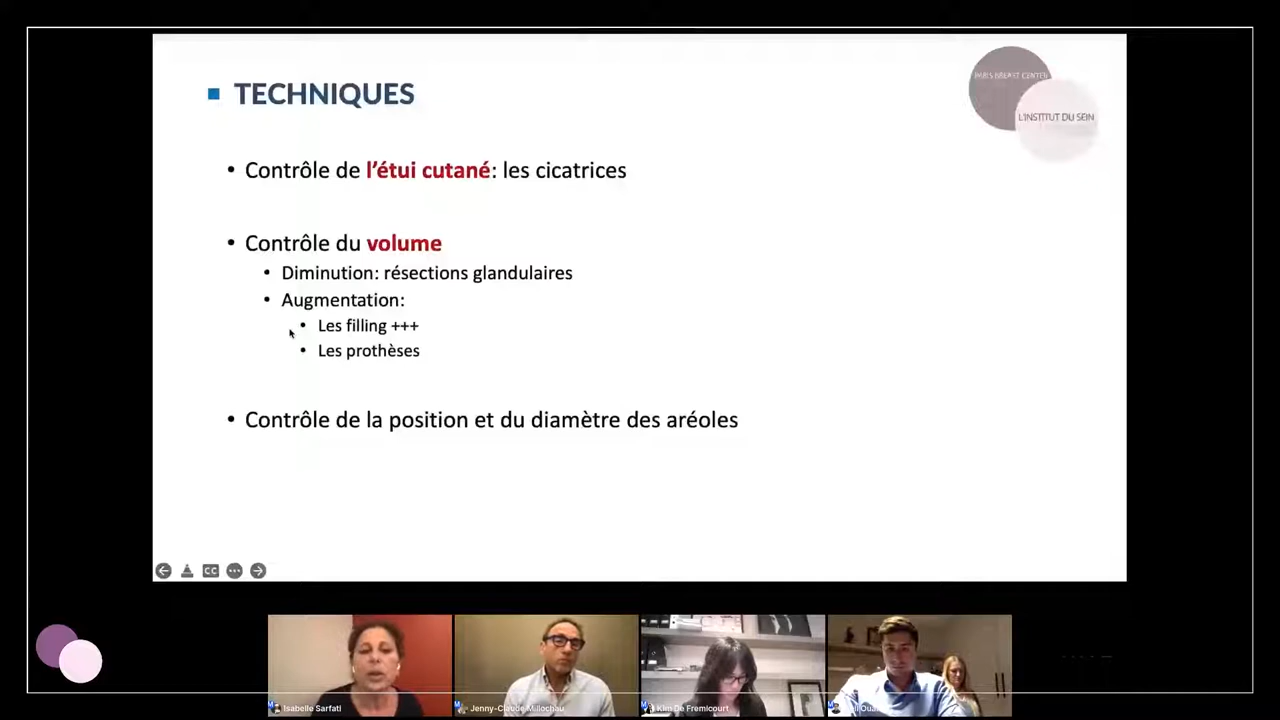 TECHNIQUES
PARIS BREAST CENTER
L'INSTITUT DU SEIN
• Contrôle de l'étui cutané: les cicatrices
• Contrôle du volume
• Diminution: résections glandulaires
• Augmentation:
• Les filling +++
• Les prothèses
• Contrôle de la position et du diamètre des aréoles
CC
Isabelle Sarfati
Jenny-Claude Millochau
Kim De Fremicourt